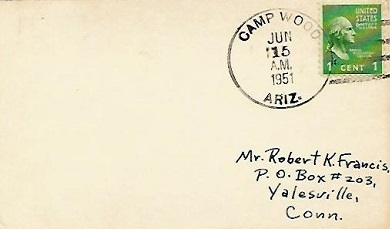 CAMP WOOD
JUN
15
A.M.
1951
ARIZ.
UNITED
STATES
POSTAGE
1 CENT 1
Mr. Robert K. Francis,
P. O. Box #203,
Yalesville,
Conn.